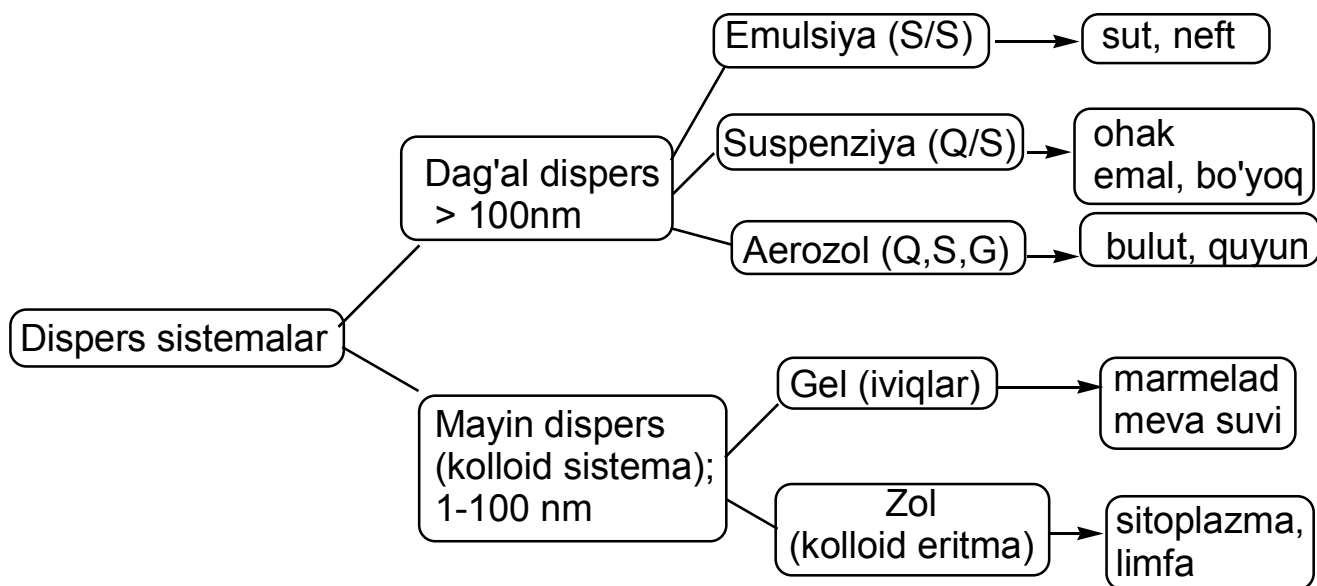 Emulsiya (S/S)
sut, neft
Suspenziya (Q/S)
ohak
emal, bo'yoq
Dag'al dispers
> 100nm
Aerozol (Q,S,G)
bulut, quyun
Dispers sistemalar
Gel (iviqlar)
marmelad
meva suvi
Mayin dispers
(kolloid sistema);
1-100 nm
Zol
(kolloid eritma)
sitoplazma,
limfa